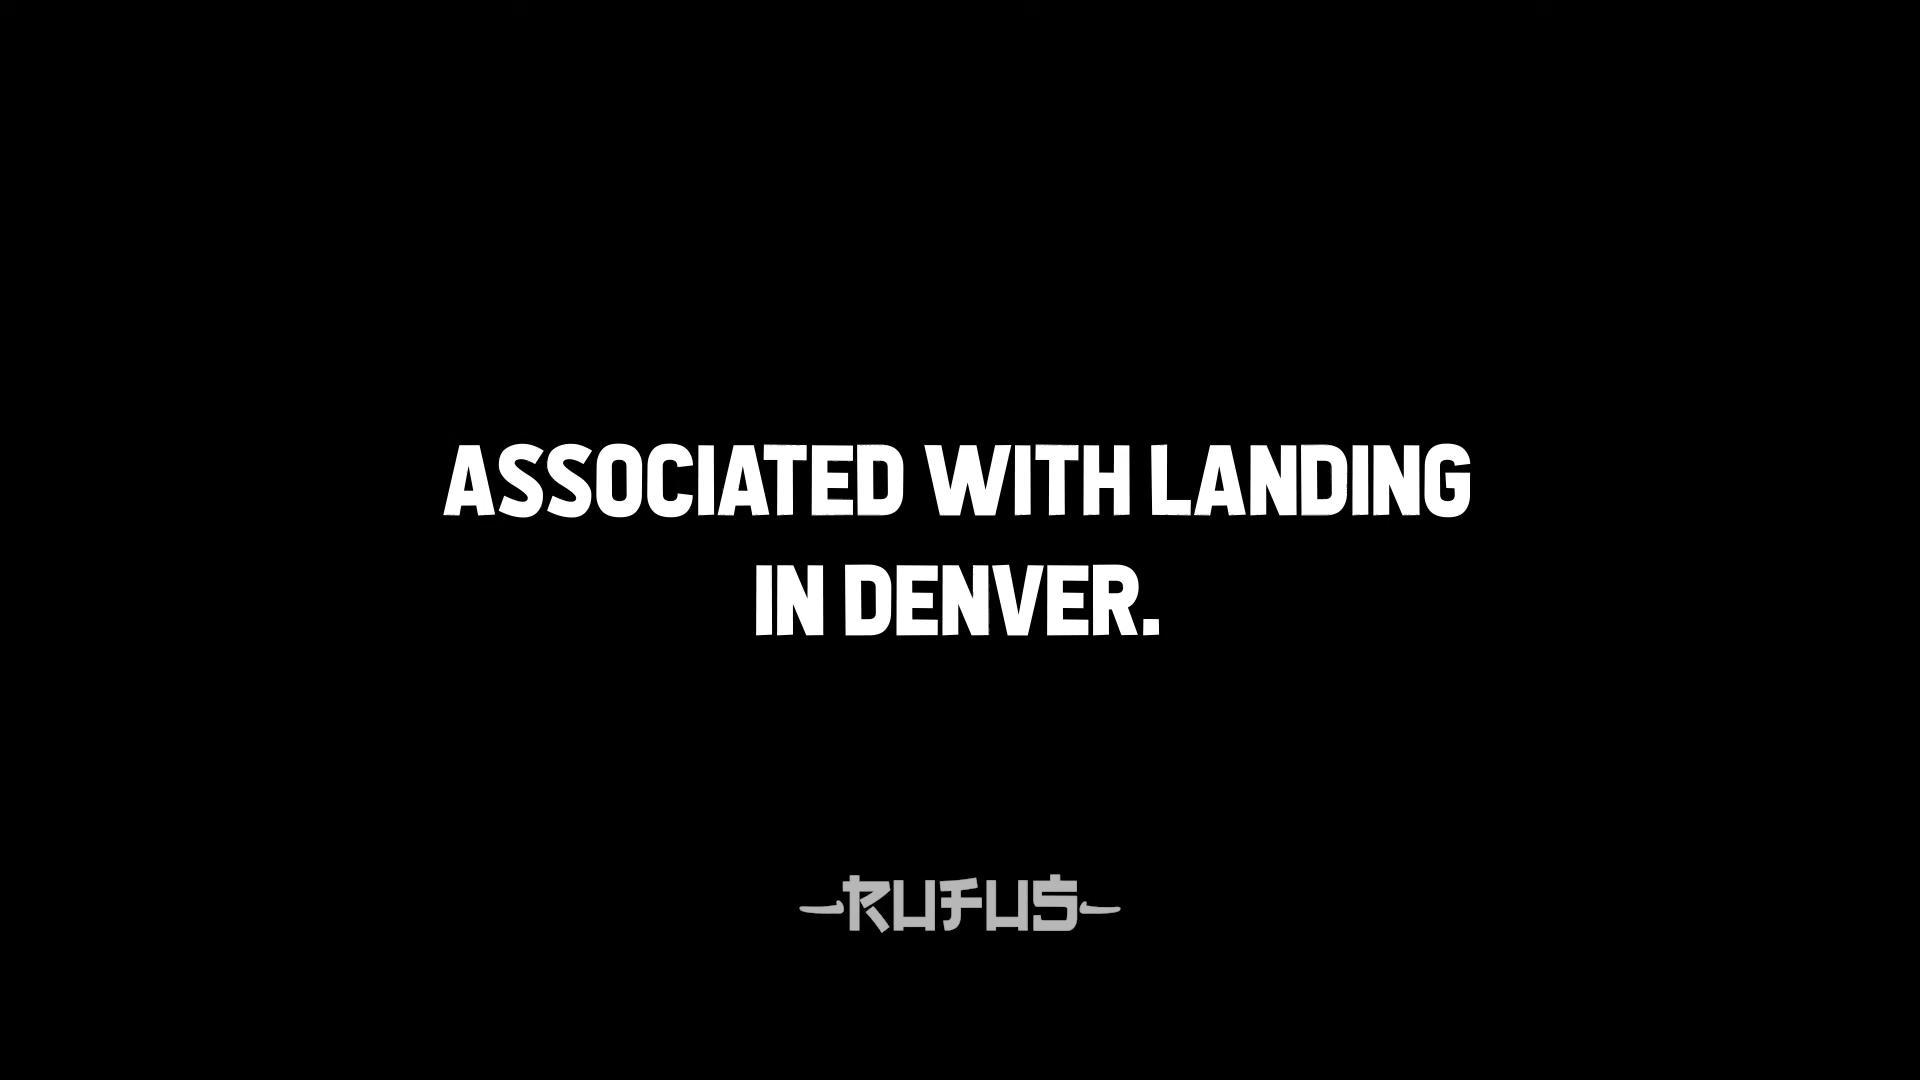 ASSOCIATED WITH LANDING
IN DENVER.
RUFUS